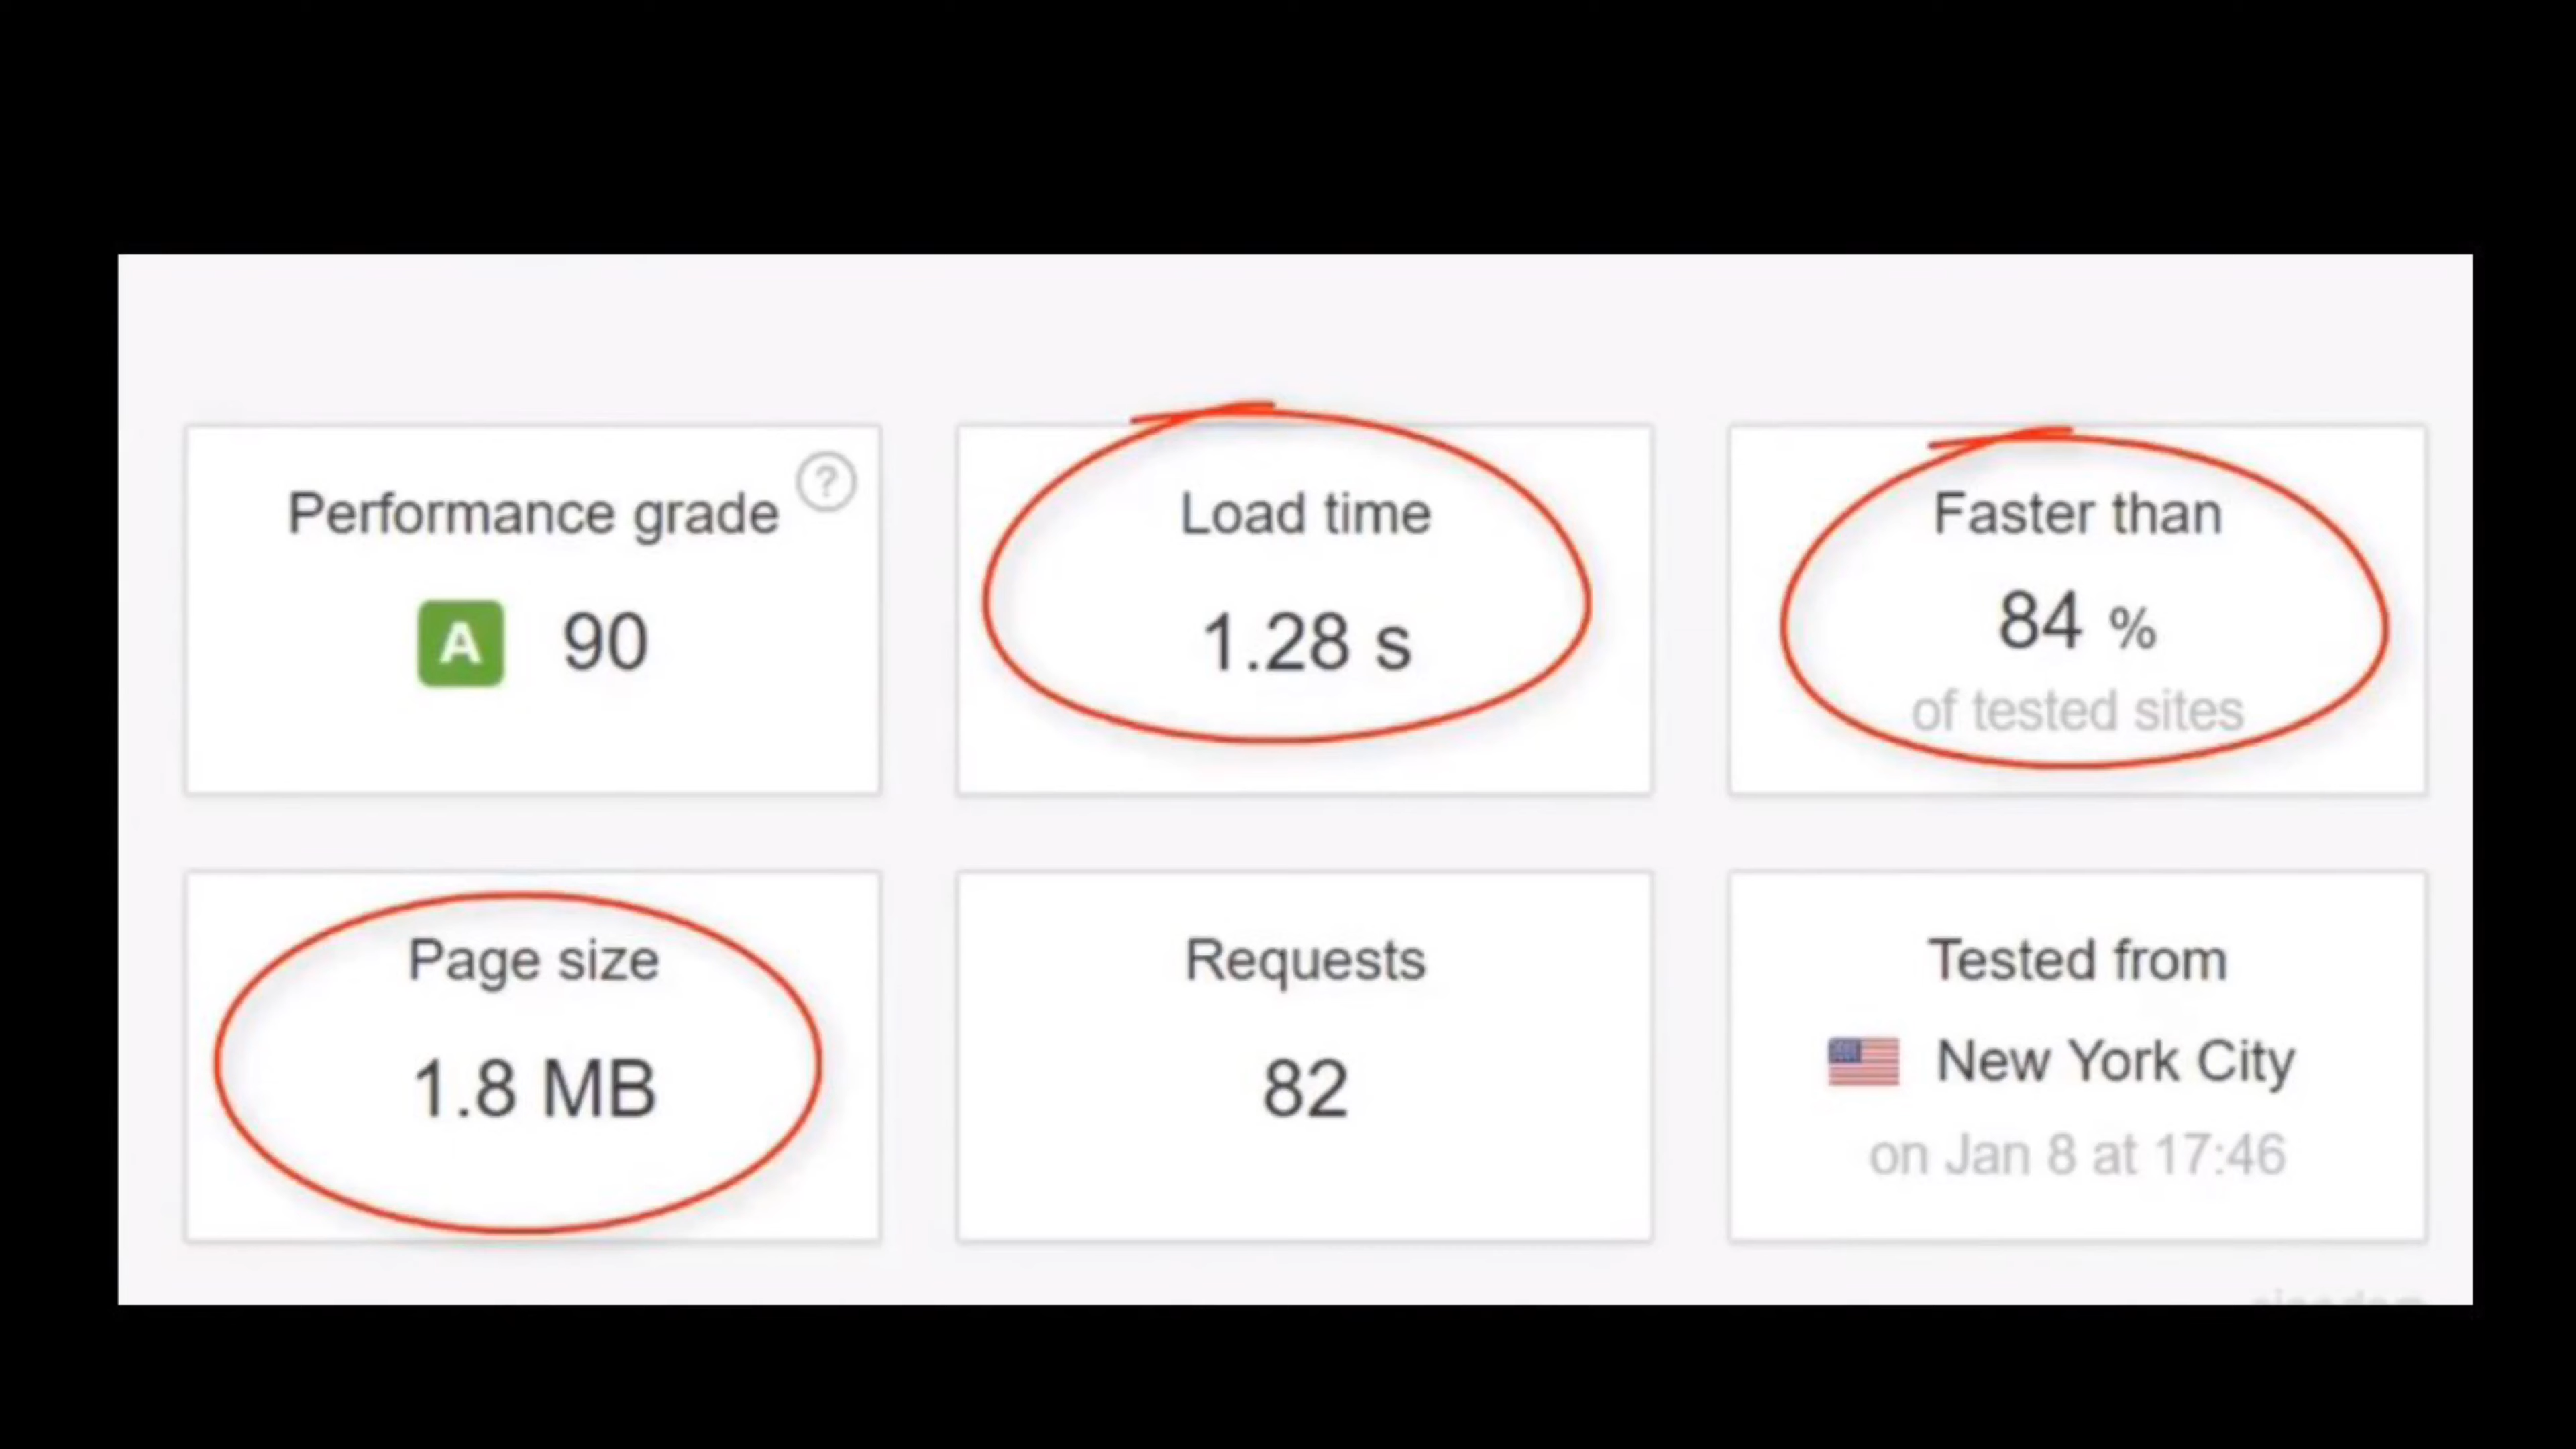 Performance grade
?
A 90
Load time
1.28 s
Faster than
84 %
of tested sites
Page size
1.8 MB
Requests
82
Tested from
New York City
on Jan 8 at 17:46